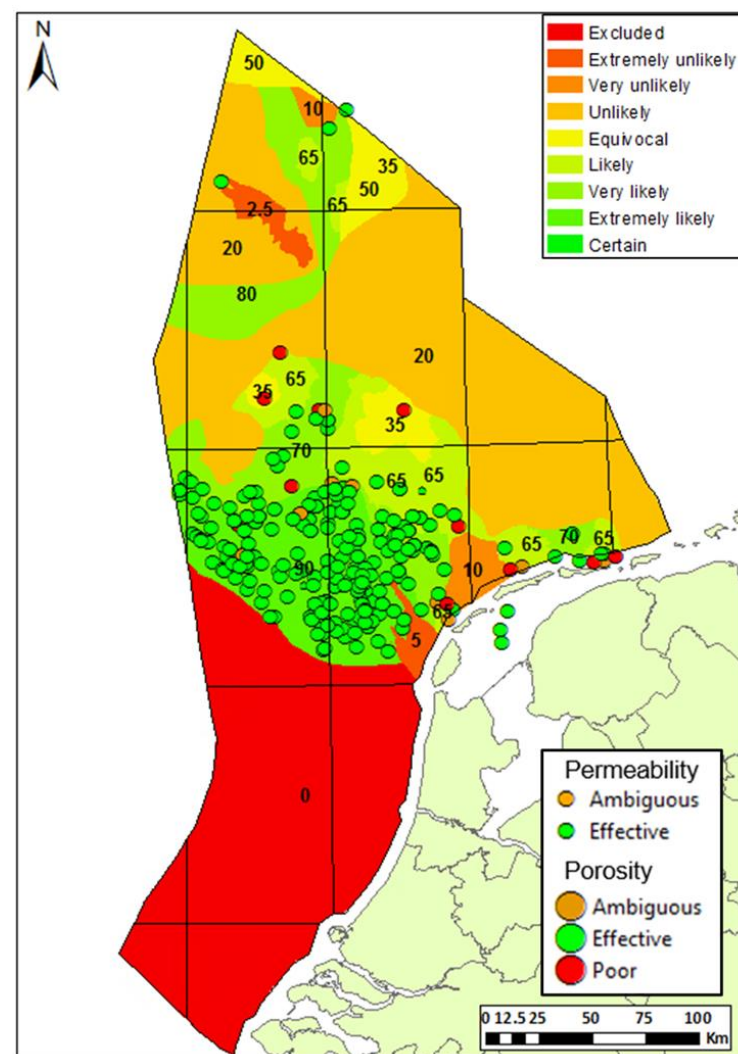 N
Excluded
Extremely unlikely
Very unlikely
Unlikely
Equivocal
Likely
Very likely
Extremely likely
Certain
50
10
65
35
50
65
2.5
20
80
20
65
35
35
70
65
65
65
70
65
90
10
65
5
0
Permeability
Ambiguous
Effective
Porosity
Ambiguous
Effective
Poor
0 12.5 25 50 75 100
Km